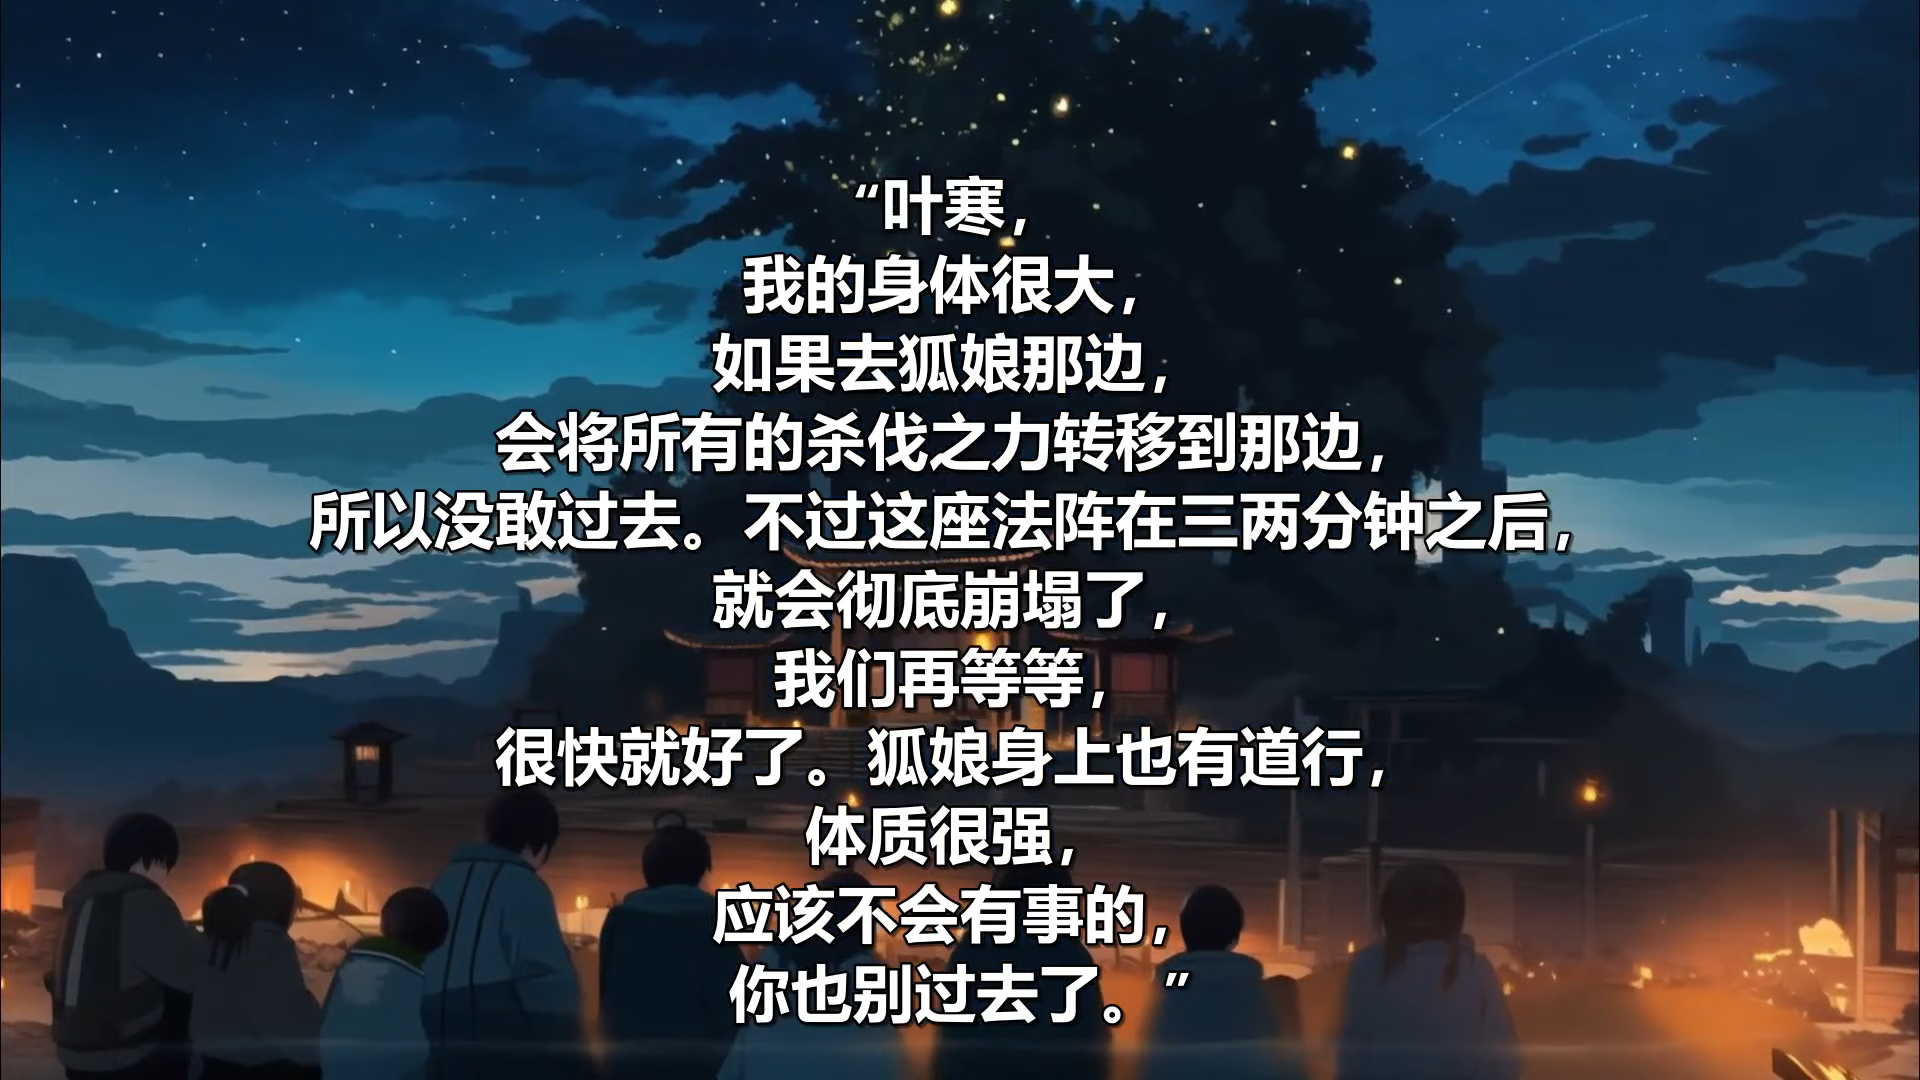 “叶寒，
我的身体很大，
如果去狐娘那边，
会将所有的杀伐之力转移到那边，
所以没敢过去。不过这座法阵在三两分钟之后，
就会彻底崩塌了，
我们再等等，
很快就好了。狐娘身上也有道行，
体质很强，
应该不会有事的，
你也别过去了。”